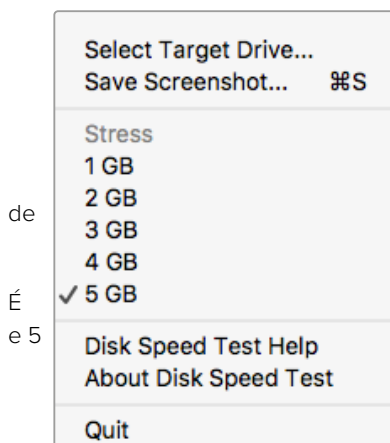 Select Target Drive...
Save Screenshot... ⌘S
Stress
1 GB
2 GB
de
3 GB
4 GB
É
✓ 5 GB
e 5
Disk Speed Test Help
About Disk Speed Test
Quit